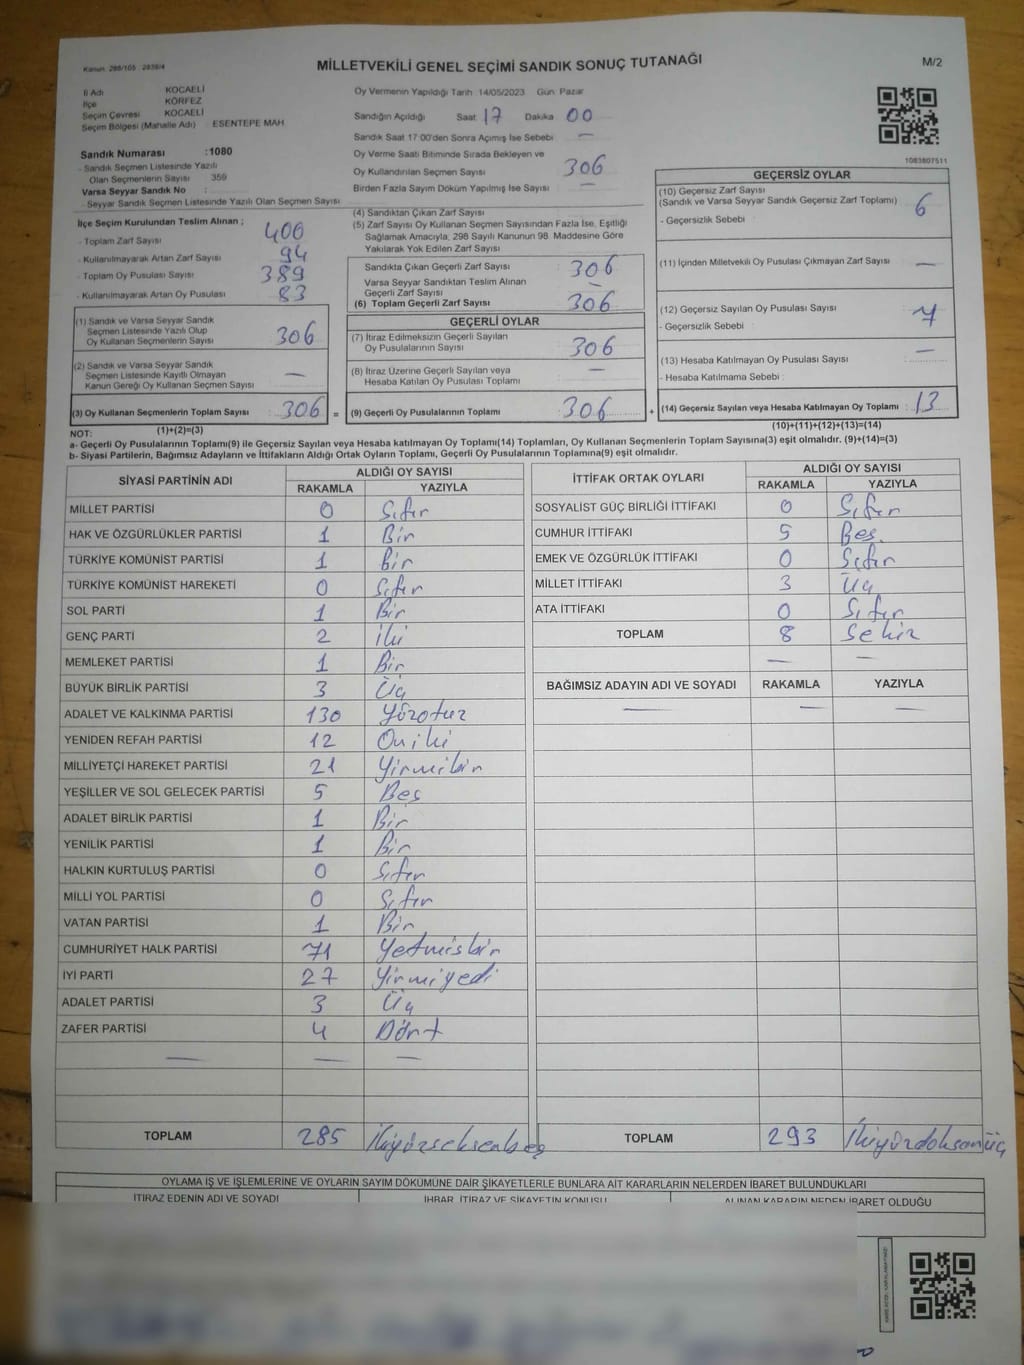 Kanun 298/105 2839/4
MİLLETVEKİLİ GENEL SEÇİMİ SANDIK SONUÇ TUTANAĞI
M/2
İl Adı KOCAELİ
İlçe KÖRFEZ
Seçim Çevresi KOCAELİ
Seçim Bölgesi (Mahalle Adı) ESENTEPE MAH
Sandık Numarası :1080
- Sandık Seçmen Listesinde Yazılı
Olan Seçmenlerin Sayısı 359
Varsa Seyyar Sandık No :
- Seyyar Sandık Seçmen Listesinde Yazılı Olan Seçmen Sayısı
Oy Vermenin Yapıldığı Tarih 14/05/2023 Gün Pazar
Sandığın Açıldığı Saat 17 Dakika 00
Sandık Saat 17:00'den Sonra Açılmış İse Sebebi —
Oy Verme Saati Bitiminde Sırada Bekleyen ve
Oy Kullandırılan Seçmen Sayısı 306
Birden Fazla Sayım Döküm Yapılmış İse Sayısı —
1083807511
İlçe Seçim Kurulundan Teslim Alınan ;
- Toplam Zarf Sayısı 400
- Kullanılmayarak Artan Zarf Sayısı 94
- Toplam Oy Pusulası Sayısı 389
- Kullanılmayarak Artan Oy Pusulası 83
(1) Sandık ve Varsa Seyyar Sandık
Seçmen Listesinde Yazılı Olup
Oy Kullanan Seçmenlerin Sayısı 306
(2) Sandık ve Varsa Seyyar Sandık
Seçmen Listesinde Kayıtlı Olmayan
Kanun Gereği Oy Kullanan Seçmen Sayısı —
(3) Oy Kullanan Seçmenlerin Toplam Sayısı : 306 =
(4) Sandıktan Çıkan Zarf Sayısı
(5) Zarf Sayısı Oy Kullanan Seçmen Sayısından Fazla İse, Eşitliği
Sağlamak Amacıyla, 298 Sayılı Kanunun 98. Maddesine Göre
Yakılarak Yok Edilen Zarf Sayısı
Sandıkta Çıkan Geçerli Zarf Sayısı 306
Varsa Seyyar Sandıktan Teslim Alınan
Geçerli Zarf Sayısı —
(6) Toplam Geçerli Zarf Sayısı 306
GEÇERLİ OYLAR
(7) İtiraz Edilmeksizin Geçerli Sayılan
Oy Pusulalarının Sayısı 306
(8) İtiraz Üzerine Geçerli Sayılan veya
Hesaba Katılan Oy Pusulası Toplamı —
(9) Geçerli Oy Pusulalarının Toplamı 306 +
GEÇERSİZ OYLAR
(10) Geçersiz Zarf Sayısı
(Sandık ve Varsa Seyyar Sandık Geçersiz Zarf Toplamı) 6
- Geçersizlik Sebebi :
(11) İçinden Milletvekili Oy Pusulası Çıkmayan Zarf Sayısı —
(12) Geçersiz Sayılan Oy Pusulası Sayısı 7
- Geçersizlik Sebebi :
(13) Hesaba Katılmayan Oy Pusulası Sayısı —
- Hesaba Katılmama Sebebi :
(14) Geçersiz Sayılan veya Hesaba Katılmayan Oy Toplamı : 13
NOT: (1)+(2)=(3) (10)+(11)+(12)+(13)=(14)
a- Geçerli Oy Pusulalarının Toplamı(9) ile Geçersiz Sayılan veya Hesaba katılmayan Oy Toplamı(14) Toplamları, Oy Kullanan Seçmenlerin Toplam Sayısına(3) eşit olmalıdır. (9)+(14)=(3)
b- Siyasi Partilerin, Bağımsız Adayların ve İttifakların Aldığı Ortak Oyların Toplamı, Geçerli Oy Pusulalarının Toplamına(9) eşit olmalıdır.
SİYASİ PARTİNİN ADI ALDIĞI OY SAYISI
RAKAMLA YAZIYLA
MİLLET PARTİSİ 0 Sıfır
HAK VE ÖZGÜRLÜKLER PARTİSİ 1 Bir
TÜRKİYE KOMÜNİST PARTİSİ 1 Bir
TÜRKİYE KOMÜNİST HAREKETİ 0 Sıfır
SOL PARTİ 1 Bir
GENÇ PARTİ 2 İki
MEMLEKET PARTİSİ 1 Bir
BÜYÜK BİRLİK PARTİSİ 3 Üç
ADALET VE KALKINMA PARTİSİ 130 Yüzotuz
YENİDEN REFAH PARTİSİ 12 Oniki
MİLLİYETÇİ HAREKET PARTİSİ 21 Yirmibir
YEŞİLLER VE SOL GELECEK PARTİSİ 5 Beş
ADALET BİRLİK PARTİSİ 1 Bir
YENİLİK PARTİSİ 1 Bir
HALKIN KURTULUŞ PARTİSİ 0 Sıfır
MİLLİ YOL PARTİSİ 0 Sıfır
VATAN PARTİSİ 1 Bir
CUMHURİYET HALK PARTİSİ 71 Yetmişbir
İYİ PARTİ 27 Yirmiyedi
ADALET PARTİSİ 3 Üç
ZAFER PARTİSİ 4 Dört
— — —
TOPLAM 285 İkiyüzseksenbeş
İTTİFAK ORTAK OYLARI ALDIĞI OY SAYISI
RAKAMLA YAZIYLA
SOSYALİST GÜÇ BİRLİĞİ İTTİFAKI 0 Sıfır
CUMHUR İTTİFAKI 5 Beş.
EMEK VE ÖZGÜRLÜK İTTİFAKI 0 Sıfır
MİLLET İTTİFAKI 3 Üç
ATA İTTİFAKI 0 Sıfır
TOPLAM 8 Sekiz
— —
BAĞIMSIZ ADAYIN ADI VE SOYADI RAKAMLA YAZIYLA
— — —
TOPLAM 293 İkiyüzdoksanüç
OYLAMA İŞ VE İŞLEMLERİNE VE OYLARIN SAYIM DÖKÜMÜNE DAİR ŞİKAYETLERLE BUNLARA AİT KARARLARIN NELERDEN İBARET BULUNDUKLARI
İTİRAZ EDENİN ADI VE SOYADI İHBAR, İTİRAZ VE ŞİKAYETİN KONUSU ALINAN KARARIN NEDEN İBARET OLDUĞU